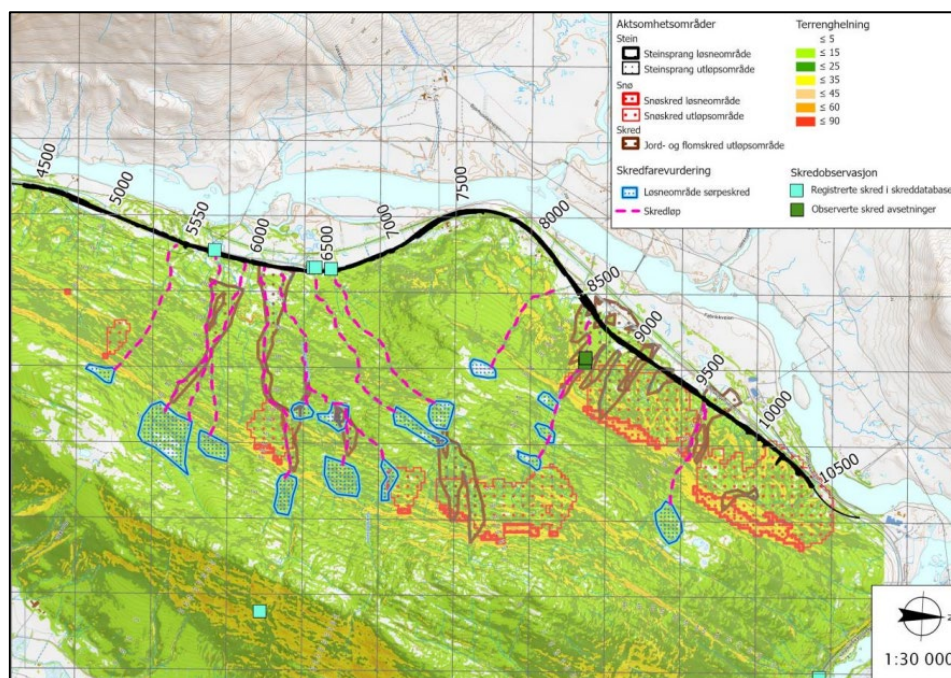 Aktsomhetsområder
Stein
Steinsprang løsneområde
Steinsprang utløpsområde
Snø
Snøskred løsneområde
Snøskred utløpsområde
Skred
Jord- og flomskred utløpsområde
Skredfarevurdering
Løsneområde sørpeskred
Skredløp
Terrenghelning
≤ 5
≤ 15
≤ 25
≤ 35
≤ 45
≤ 60
≤ 90
Skredobservasjon
Registrerte skred i skreddatabase
Observerte skred avsetninger
4500
5000
5550
6000
6500
7000
7500
8000
8500
9000
9500
10000
10500
1:30 000